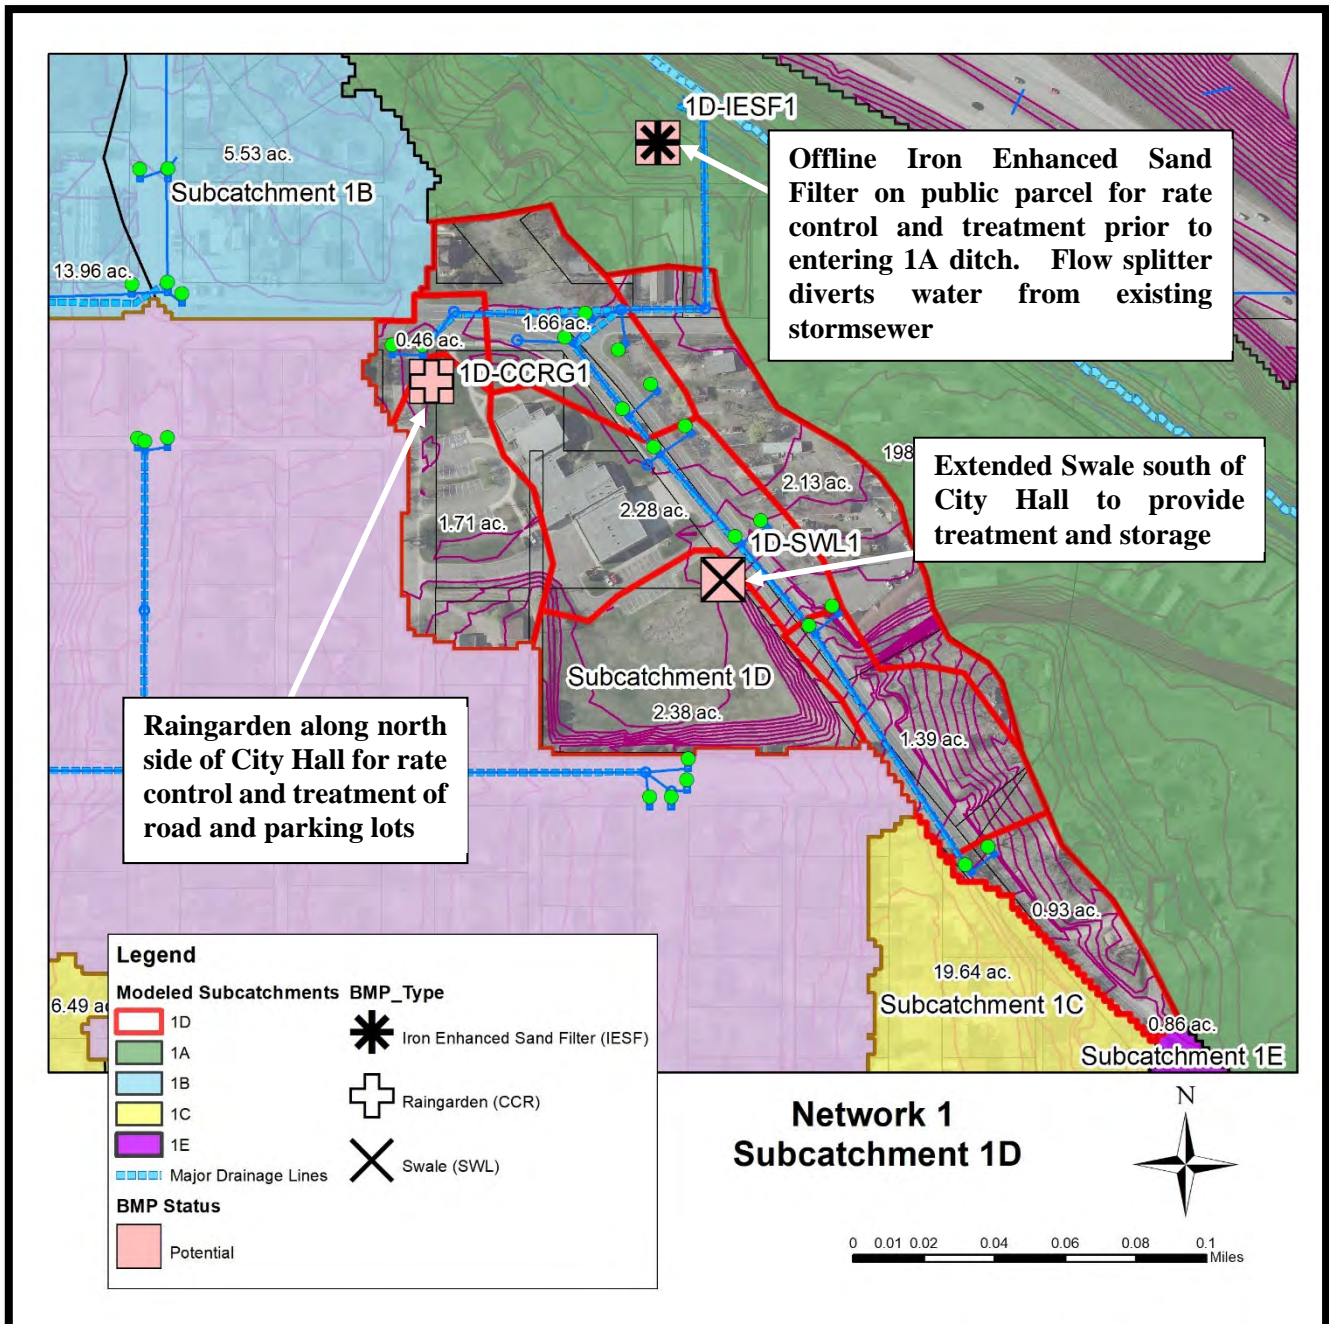 1D-IESF1
Offline Iron Enhanced Sand
Filter on public parcel for rate
control and treatment prior to
entering 1A ditch. Flow splitter
diverts water from existing
stormsewer
5.53 ac.
Subcatchment 1B
13.96 ac.
1.66 ac.
0.46 ac.
1D-CCRG1
198
Extended Swale south of
City Hall to provide
treatment and storage
2.13 ac.
2.28 ac.
1.71 ac.
1D-SWL1
Subcatchment 1D
2.38 ac.
Raingarden along north
side of City Hall for rate
control and treatment of
road and parking lots
1.39 ac.
0.93 ac.
19.64 ac.
Subcatchment 1C
6.49 ac
0.86 ac.
Subcatchment 1E
Legend
Modeled Subcatchments
1D
1A
1B
1C
1E
Major Drainage Lines
BMP Status
Potential
BMP_Type
Iron Enhanced Sand Filter (IESF)
Raingarden (CCR)
Swale (SWL)
Network 1
Subcatchment 1D
N
0 0.01 0.02 0.04 0.06 0.08 0.1
Miles